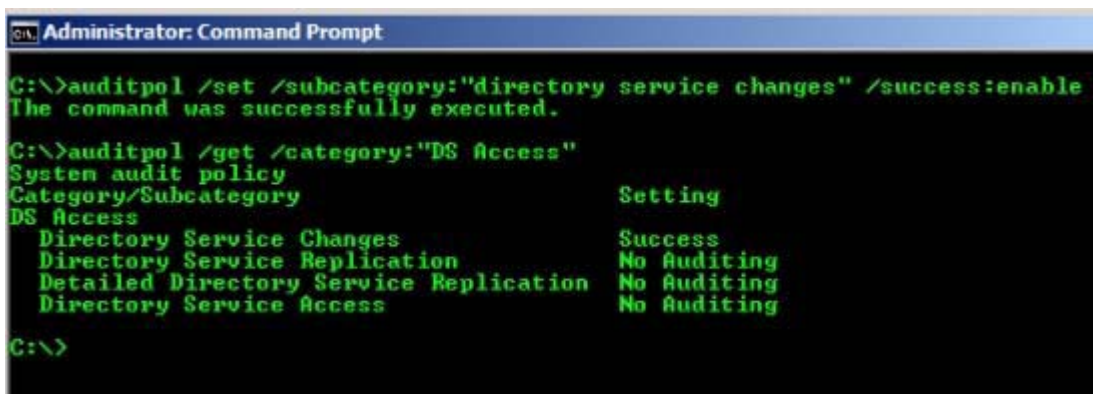 Administrator: Command Prompt
C:\>auditpol /set /subcategory:"directory service changes" /success:enable
The command was successfully executed.
C:\>auditpol /get /category:"DS Access"
System audit policy
Category/Subcategory Setting
DS Access
Directory Service Changes Success
Directory Service Replication No Auditing
Detailed Directory Service Replication No Auditing
Directory Service Access No Auditing
C:\>